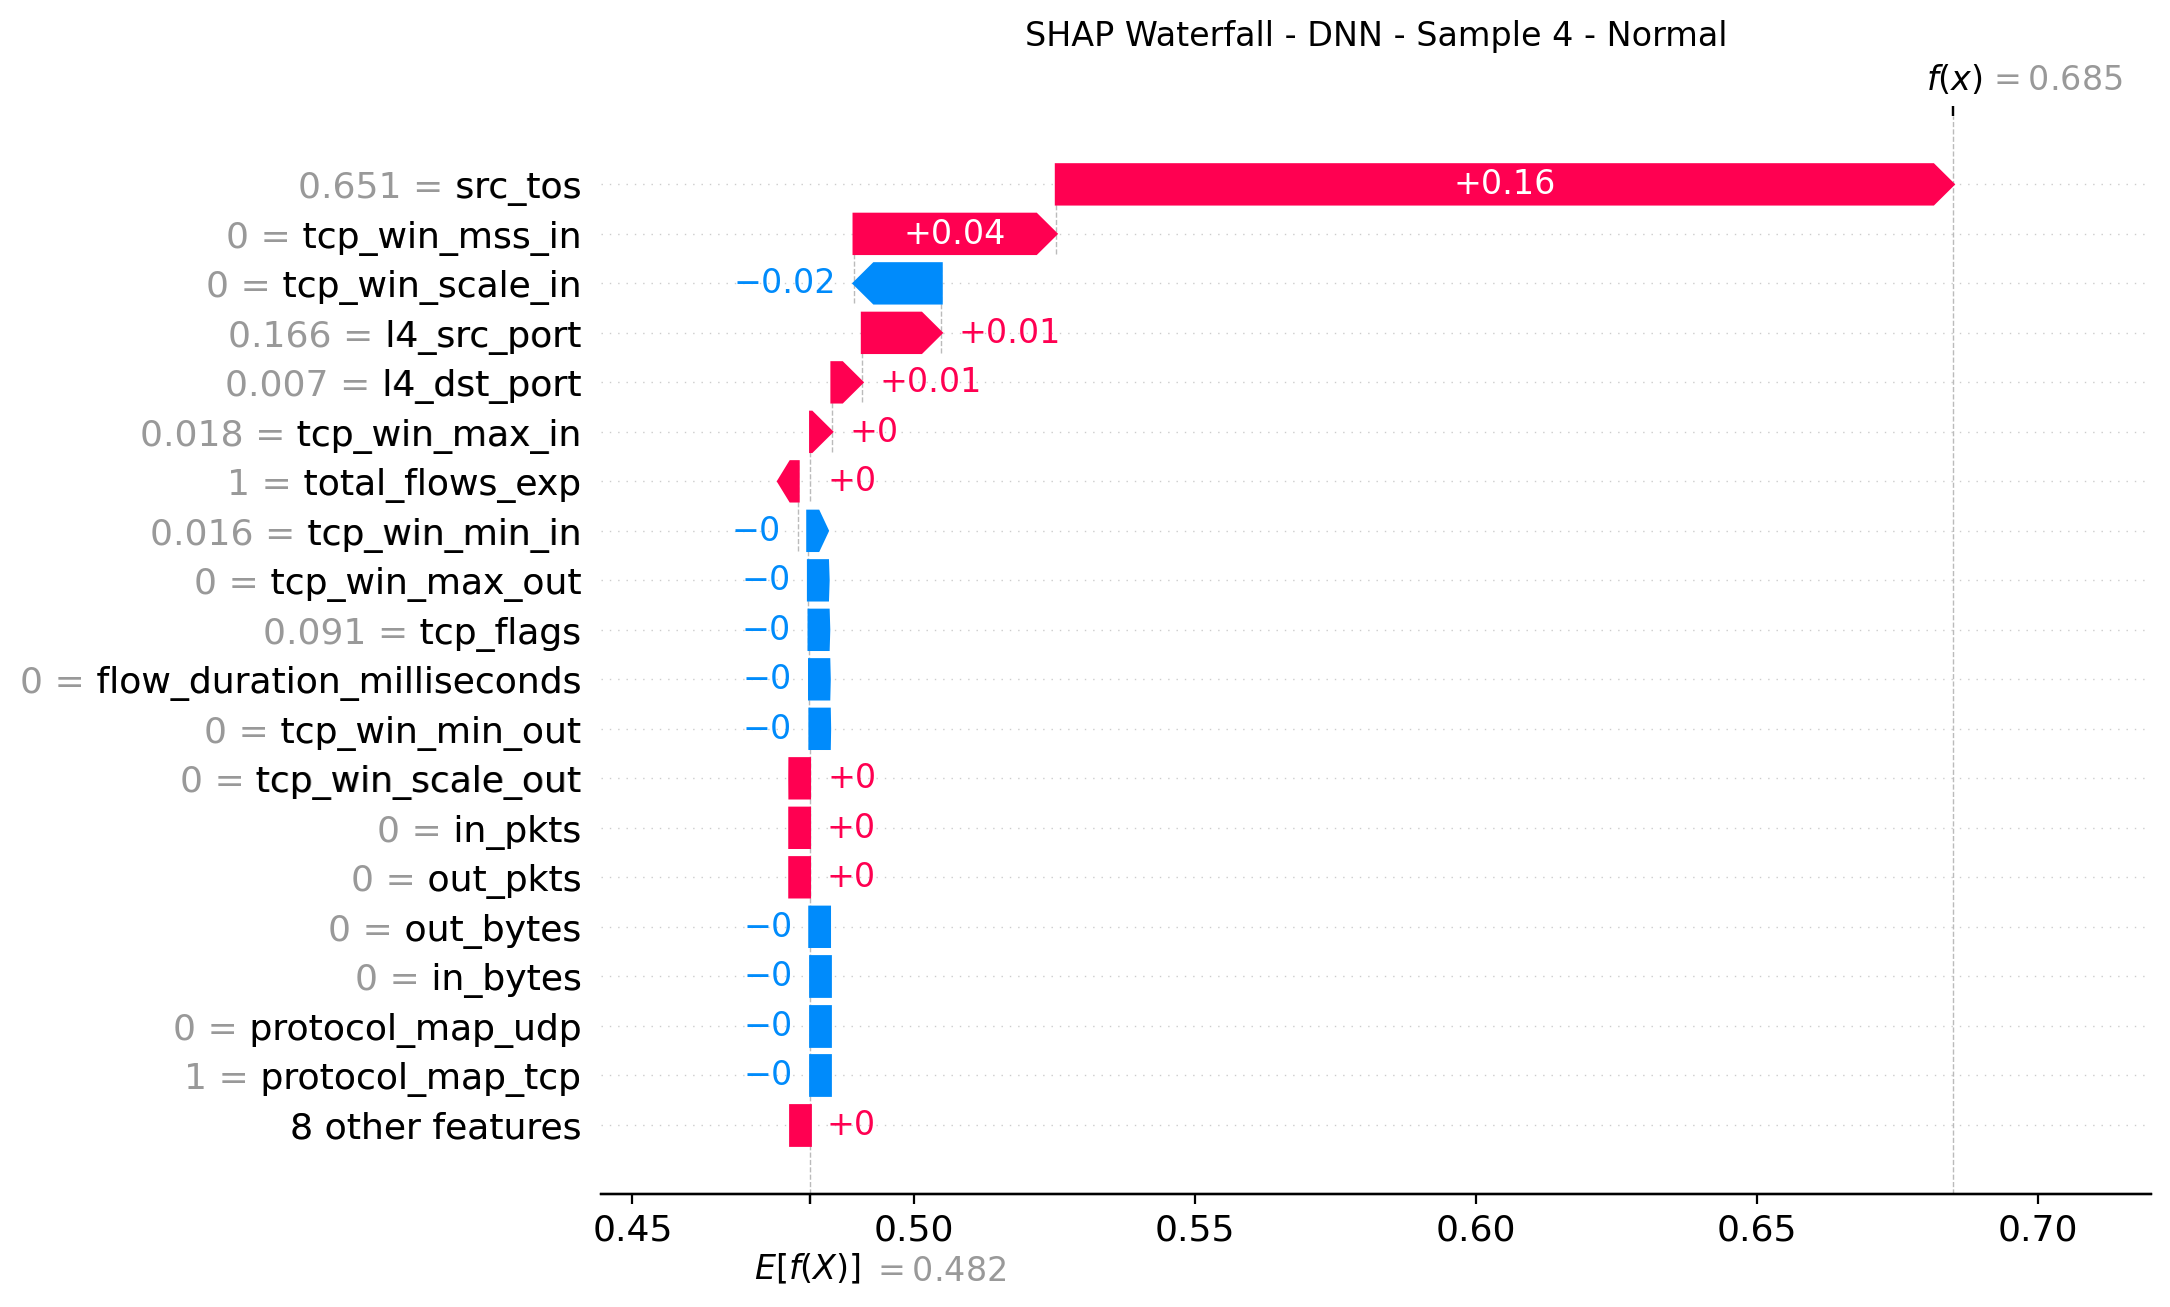 SHAP Waterfall - DNN - Sample 4 - Normal
f(x) = 0.685
0.651 = src_tos +0.16
0 = tcp_win_mss_in +0.04
0 = tcp_win_scale_in −0.02
0.166 = l4_src_port +0.01
0.007 = l4_dst_port +0.01
0.018 = tcp_win_max_in +0
1 = total_flows_exp +0
0.016 = tcp_win_min_in −0
0 = tcp_win_max_out −0
0.091 = tcp_flags −0
0 = flow_duration_milliseconds −0
0 = tcp_win_min_out −0
0 = tcp_win_scale_out +0
0 = in_pkts +0
0 = out_pkts +0
0 = out_bytes −0
0 = in_bytes −0
0 = protocol_map_udp −0
1 = protocol_map_tcp −0
8 other features +0
0.45 0.50 0.55 0.60 0.65 0.70
E[f(X)] = 0.482